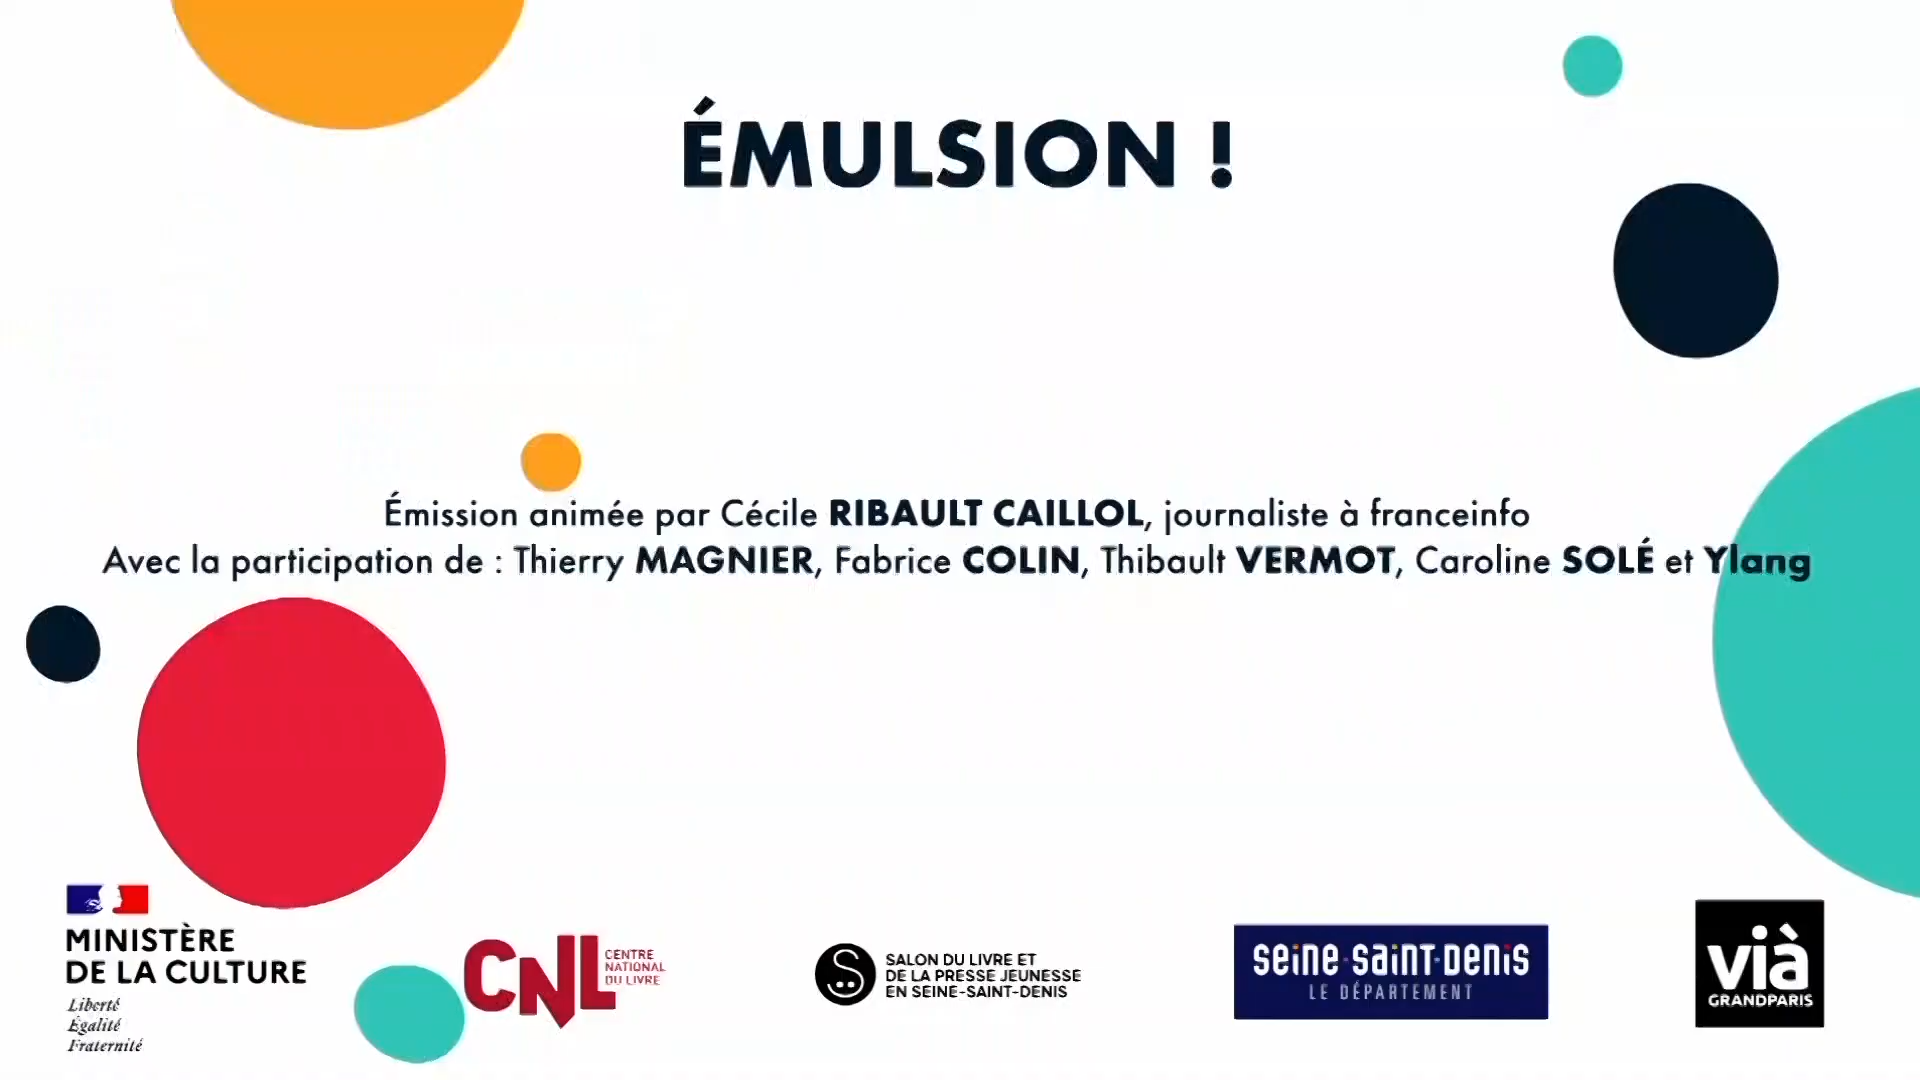 ÉMULSION !
Émission animée par Cécile RIBAULT CAILLOL, journaliste à franceinfo
Avec la participation de : Thierry MAGNIER, Fabrice COLIN, Thibault VERMOT, Caroline SOLÉ et Ylang
MINISTÈRE
DE LA CULTURE
Liberté
Égalité
Fraternité
CNL
CENTRE
NATIONAL
DU LIVRE
SALON DU LIVRE ET
DE LA PRESSE JEUNESSE
EN SEINE-SAINT-DENIS
seine-saint-denis
LE DÉPARTEMENT
vià
GRANDPARIS